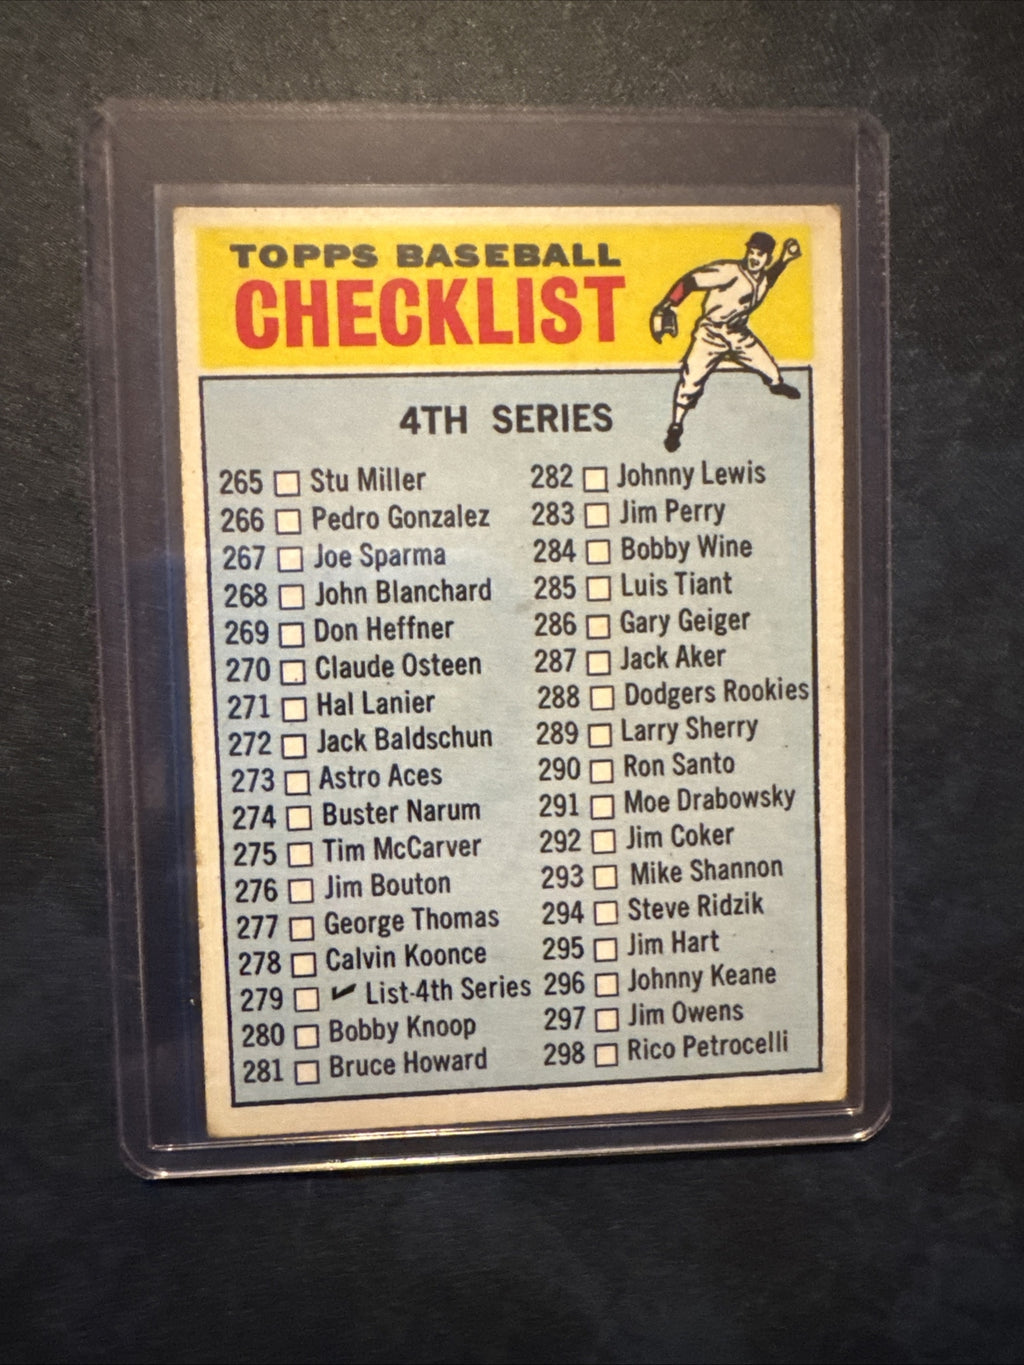 TOPPS BASEBALL
CHECKLIST
4TH SERIES
265 Stu Miller
266 Pedro Gonzalez
267 Joe Sparma
268 John Blanchard
269 Don Heffner
270 Claude Osteen
271 Hal Lanier
272 Jack Baldschun
273 Astro Aces
274 Buster Narum
275 Tim McCarver
276 Jim Bouton
277 George Thomas
278 Calvin Koonce
279 ✓ List-4th Series
280 Bobby Knoop
281 Bruce Howard
282 Johnny Lewis
283 Jim Perry
284 Bobby Wine
285 Luis Tiant
286 Gary Geiger
287 Jack Aker
288 Dodgers Rookies
289 Larry Sherry
290 Ron Santo
291 Moe Drabowsky
292 Jim Coker
293 Mike Shannon
294 Steve Ridzik
295 Jim Hart
296 Johnny Keane
297 Jim Owens
298 Rico Petrocelli